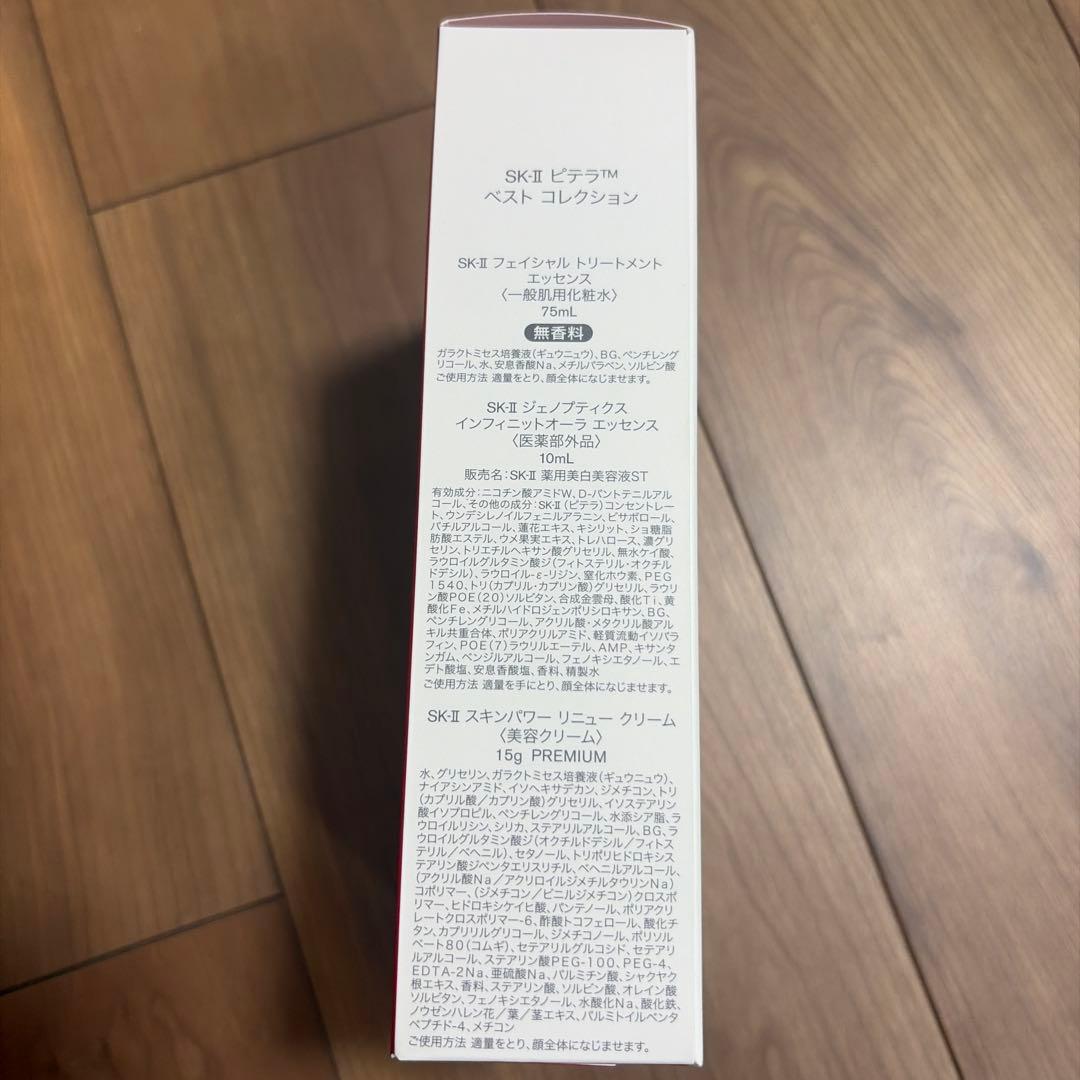 SK-II ピテラ™
ベスト コレクション
SK-II フェイシャル トリートメント
エッセンス
〈一般肌用化粧水〉
75mL
無香料
ガラクトミセス培養液(ギュウニュウ)、BG、ペンチレング
リコール、水、安息香酸Na、メチルパラベン、ソルビン酸
ご使用方法 適量をとり、顔全体になじませます。
SK-II ジェノプティクス
インフィニットオーラ エッセンス
〈医薬部外品〉
10mL
販売名:SK-II 薬用美白美容液ST
有効成分:ニコチン酸アミドW、D-パントテニルアル
コール、その他の成分:SK-II(ピテラ)コンセントレー
ト、ウンデシレノイルフェニルアラニン、ビサボロール、
バチルアルコール、蓮花エキス、キシリット、ショ糖脂
肪酸エステル、ウメ果実エキス、トレハロース、濃グリ
セリン、トリエチルヘキサン酸グリセリル、無水ケイ酸、
ラウロイルグルタミン酸ジ(フィトステリル・オクチル
ドデシル)、ラウロイル-ε-リジン、窒化ホウ素、PEG
1540、トリ(カプリル・カプリン酸)グリセリル、ラウリ
ン酸POE(20)ソルビタン、合成金雲母、酸化Ti、黄
酸化Fe、メチルハイドロジェンポリシロキサン、BG、
ペンチレングリコール、アクリル酸・メタクリル酸アル
キル共重合体、ポリアクリルアミド、軽質流動イソパラ
フィン、POE(7)ラウリルエーテル、AMP、キサンタ
ンガム、ベンジルアルコール、フェノキシエタノール、エ
デト酸塩、安息香酸塩、香料、精製水
ご使用方法 適量を手にとり、顔全体になじませます。
SK-II スキンパワー リニュー クリーム
〈美容クリーム〉
15g PREMIUM
水、グリセリン、ガラクトミセス培養液(ギュウニュウ)、
ナイアシンアミド、イソヘキサデカン、ジメチコン、トリ
(カプリル酸/カプリン酸)グリセリル、イソステアリン
酸イソプロピル、ペンチレングリコール、水添シア脂、ラ
ウロイルリシン、シリカ、ステアリルアルコール、BG、ラ
ウロイルグルタミン酸ジ(オクチルドデシル/フィトス
テリル/ベヘニル)、セタノール、トリポリヒドロキシス
テアリン酸ジペンタエリスリチル、ベヘニルアルコール、
(アクリル酸Na/アクリロイルジメチルタウリンNa)
コポリマー、(ジメチコン/ビニルジメチコン)クロスポ
リマー、ヒドロキシケイヒ酸、パンテノール、ポリアクリ
レートクロスポリマー-6、酢酸トコフェロール、酸化チ
タン、カプリリルグリコール、ジメチコノール、ポリソル
ベート80(コムギ)、セテアリルグルコシド、セテアリ
ルアルコール、ステアリン酸PEG-100、PEG-4、
EDTA-2Na、亜硫酸Na、パルミチン酸、シャクヤク
根エキス、香料、ステアリン酸、ソルビン酸、オレイン酸
ソルビタン、フェノキシエタノール、水酸化Na、酸化鉄、
ノウゼンハレン花/葉/茎エキス、パルミトイルペンタ
ペプチド-4、メチコン
ご使用方法 適量をとり、顔全体になじませます。